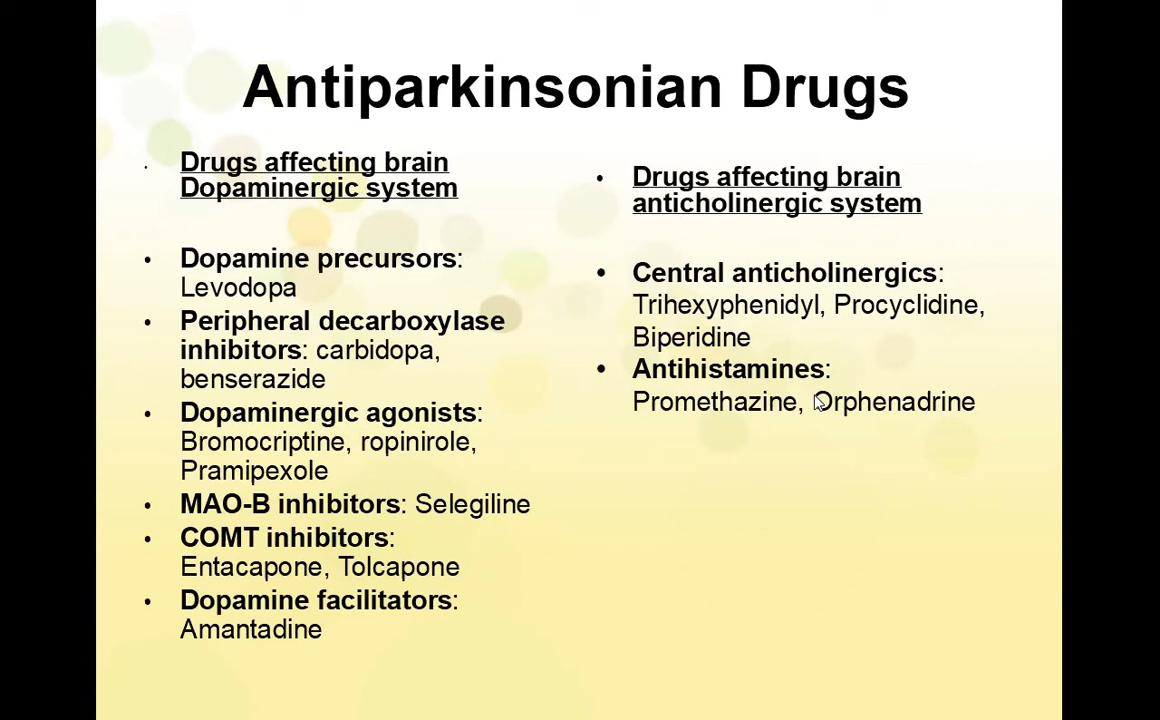 Antiparkinsonian Drugs
Drugs affecting brain
Dopaminergic system
Dopamine precursors:
Levodopa
Peripheral decarboxylase
inhibitors: carbidopa,
benserazide
Dopaminergic agonists:
Bromocriptine, ropinirole,
Pramipexole
MAO-B inhibitors: Selegiline
COMT inhibitors:
Entacapone, Tolcapone
Dopamine facilitators:
Amantadine
Drugs affecting brain
anticholinergic system
Central anticholinergics:
Trihexyphenidyl, Procyclidine,
Biperidine
Antihistamines:
Promethazine, Orphenadrine